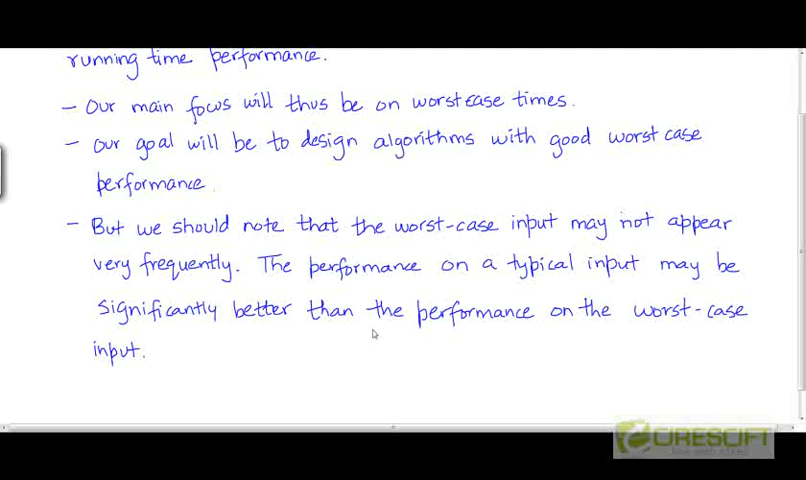 running time performance.
- Our main focus will thus be on worst case times.
- Our goal will be to design algorithms with good worst case
performance.
- But we should note that the worst-case input may not appear
very frequently. The performance on a typical input may be
significantly better than the performance on the worst-case
input.